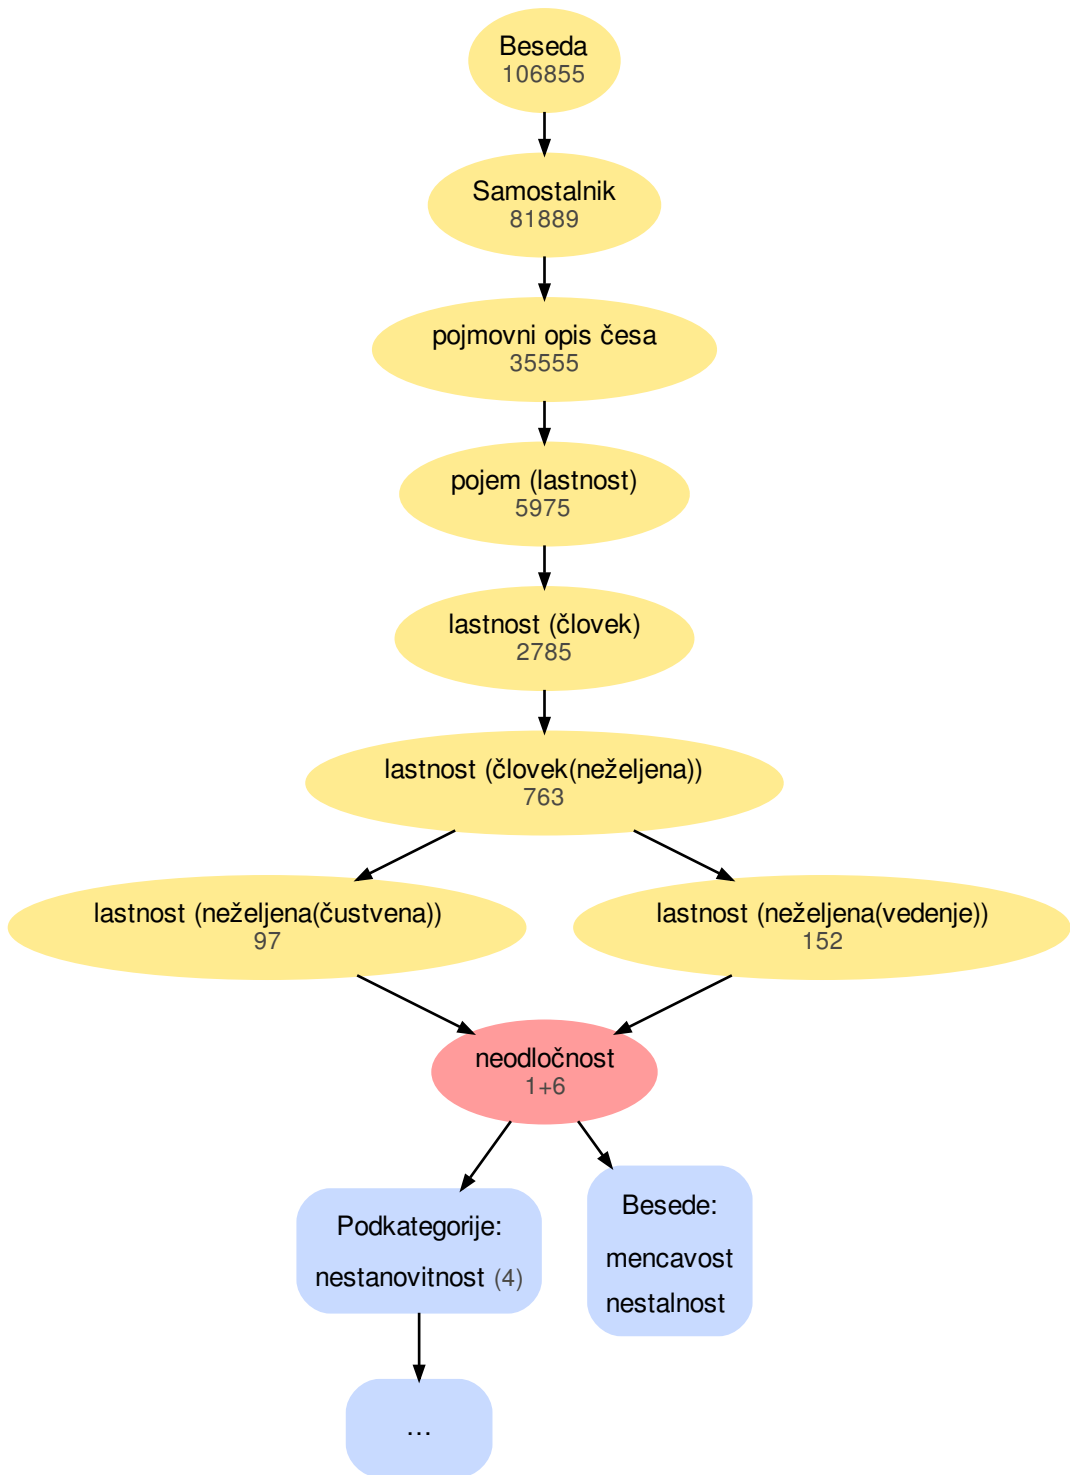 Beseda
106855
Samostalnik
81889
pojmovni opis česa
35555
pojem (lastnost)
5975
lastnost (človek)
2785
lastnost (človek(neželjena))
763
lastnost (neželjena(čustvena))
97
lastnost (neželjena(vedenje))
152
neodločnost
1+6
Podkategorije:
nestanovitnost (4)
Besede:
mencavost
nestalnost
...